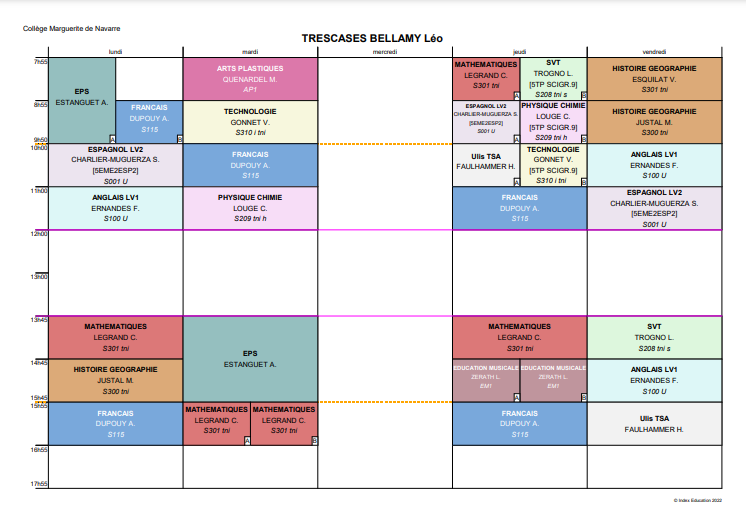 Collège Marguerite de Navarre
TRESCASES BELLAMY Léo
lundi
mardi
mercredi
jeudi
vendredi
7h55
8h55
9h50
10h00
11h00
12h00
13h00
13h45
14h45
15h45
15h55
16h55
17h55
EPS
ESTANGUET A.
A
FRANCAIS
DUPOUY A.
S115
B
ESPAGNOL LV2
CHARLIER-MUGUERZA S.
[5EME2ESP2]
S001 U
ANGLAIS LV1
ERNANDES F.
S100 U
MATHEMATIQUES
LEGRAND C.
S301 tni
HISTOIRE GEOGRAPHIE
JUSTAL M.
S300 tni
FRANCAIS
DUPOUY A.
S115
ARTS PLASTIQUES
QUENARDEL M.
AP1
TECHNOLOGIE
GONNET V.
S310 i tni
FRANCAIS
DUPOUY A.
S115
PHYSIQUE CHIMIE
LOUGE C.
S209 tni h
EPS
ESTANGUET A.
MATHEMATIQUES
LEGRAND C.
S301 tni
A
MATHEMATIQUES
LEGRAND C.
S301 tni
B
MATHEMATIQUES
LEGRAND C.
S301 tni
A
SVT
TROGNO L.
[5TP SCIGR.9]
S208 tni s
B
ESPAGNOL LV2
CHARLIER-MUGUERZA S.
[5EME2ESP2]
S001 U
A
PHYSIQUE CHIMIE
LOUGE C.
[5TP SCIGR.9]
S209 tni h
B
Ulis TSA
FAULHAMMER H.
A
TECHNOLOGIE
GONNET V.
[5TP SCIGR.9]
S310 i tni
B
FRANCAIS
DUPOUY A.
S115
MATHEMATIQUES
LEGRAND C.
S301 tni
EDUCATION MUSICALE
ZERATH L.
EM1
A
EDUCATION MUSICALE
ZERATH L.
EM1
B
FRANCAIS
DUPOUY A.
S115
HISTOIRE GEOGRAPHIE
ESQUILAT V.
S301 tni
HISTOIRE GEOGRAPHIE
JUSTAL M.
S300 tni
ANGLAIS LV1
ERNANDES F.
S100 U
ESPAGNOL LV2
CHARLIER-MUGUERZA S.
[5EME2ESP2]
S001 U
SVT
TROGNO L.
S208 tni s
ANGLAIS LV1
ERNANDES F.
S100 U
Ulis TSA
FAULHAMMER H.
© Index Education 2022